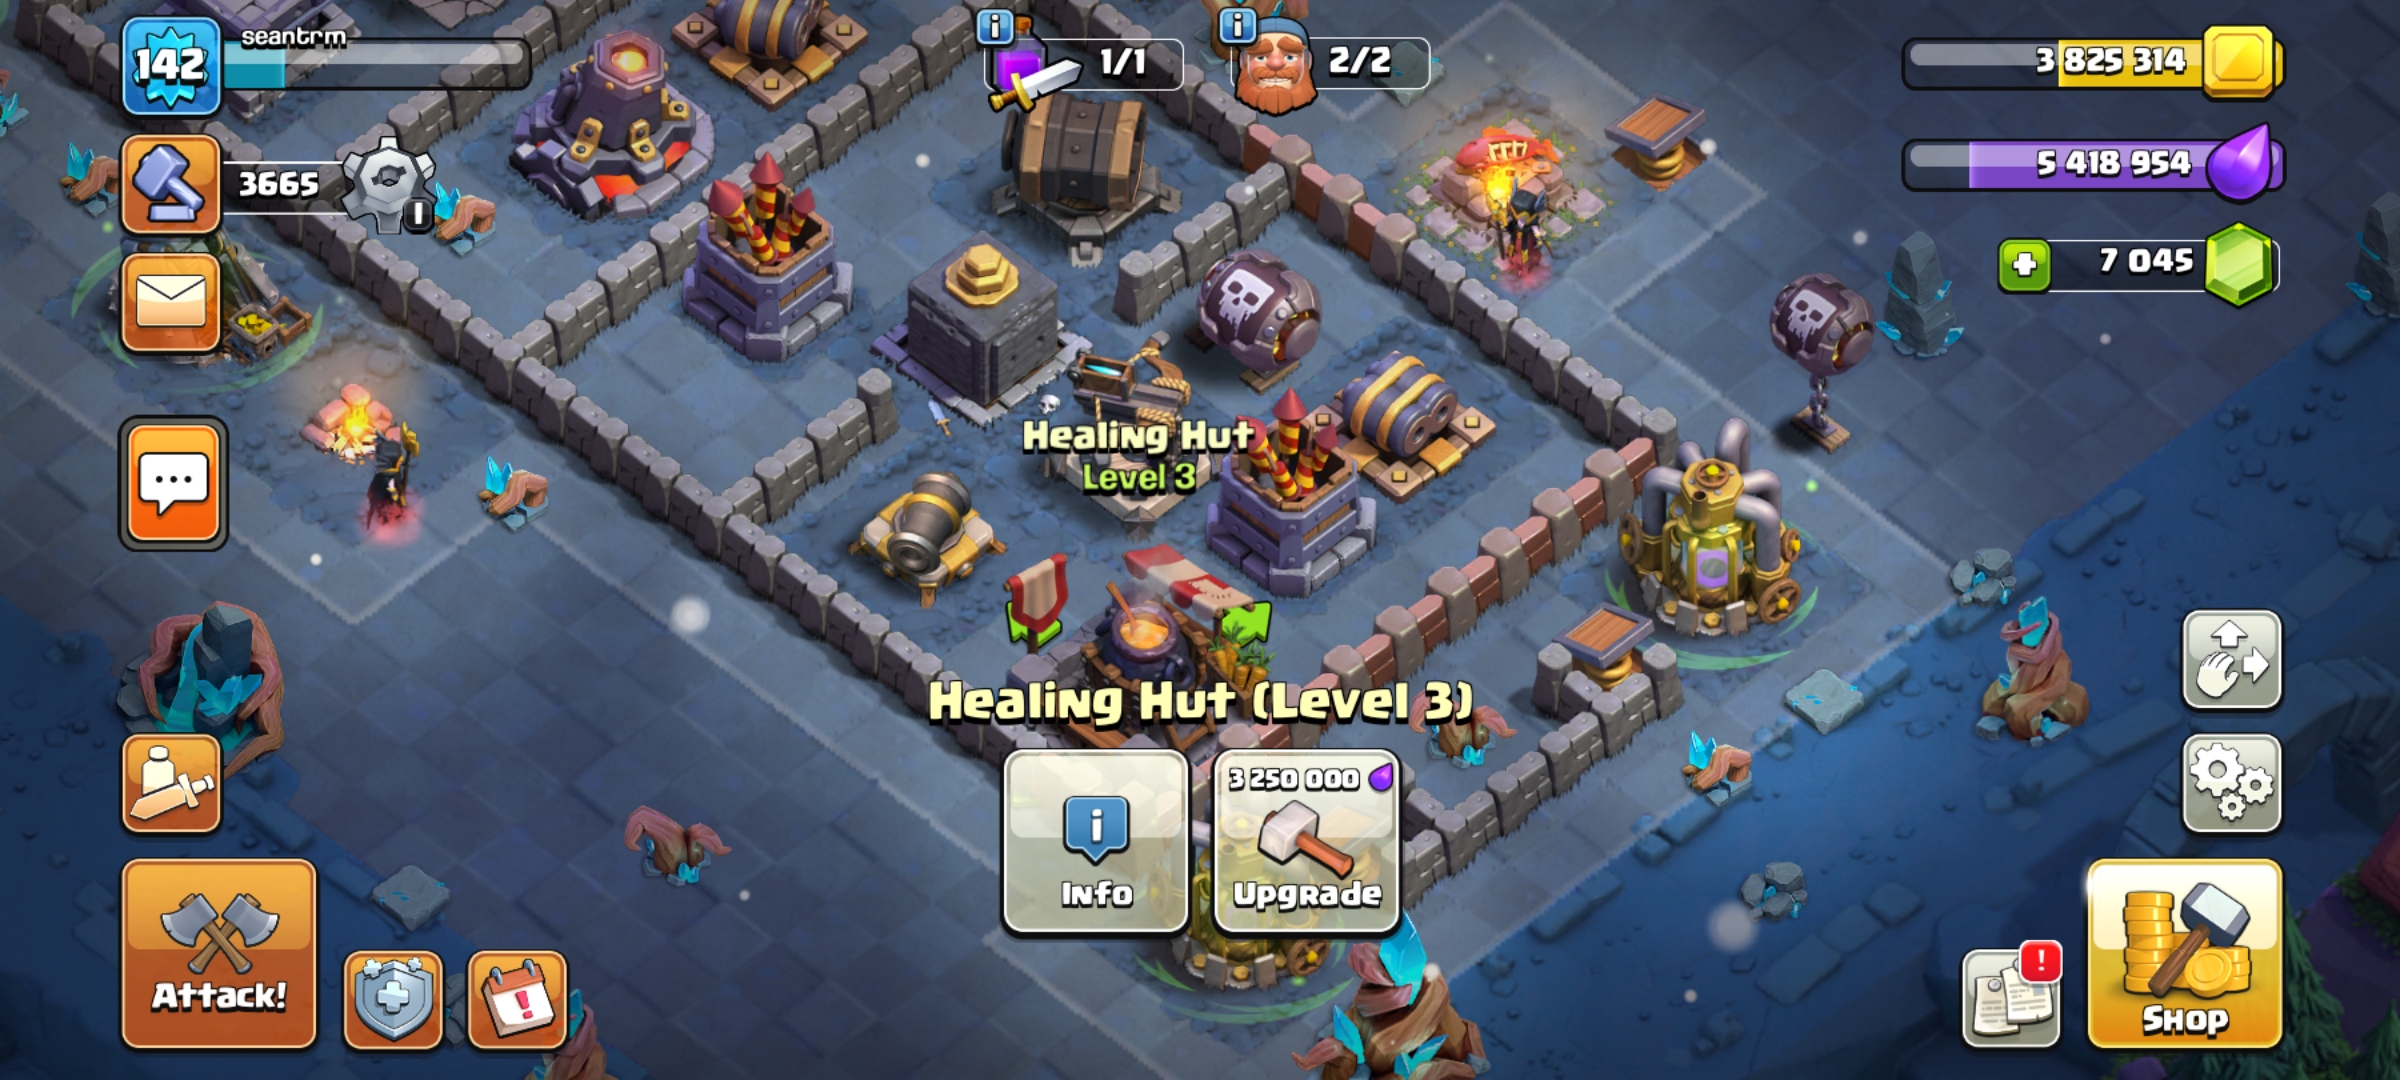 142
seantrm
1/1
2/2
3 825 314
3665
I
5 418 954
7 045
Healing Hut
Level 3
Healing Hut (Level 3)
3 250 000
Info
Upgrade
Attack!
Shop